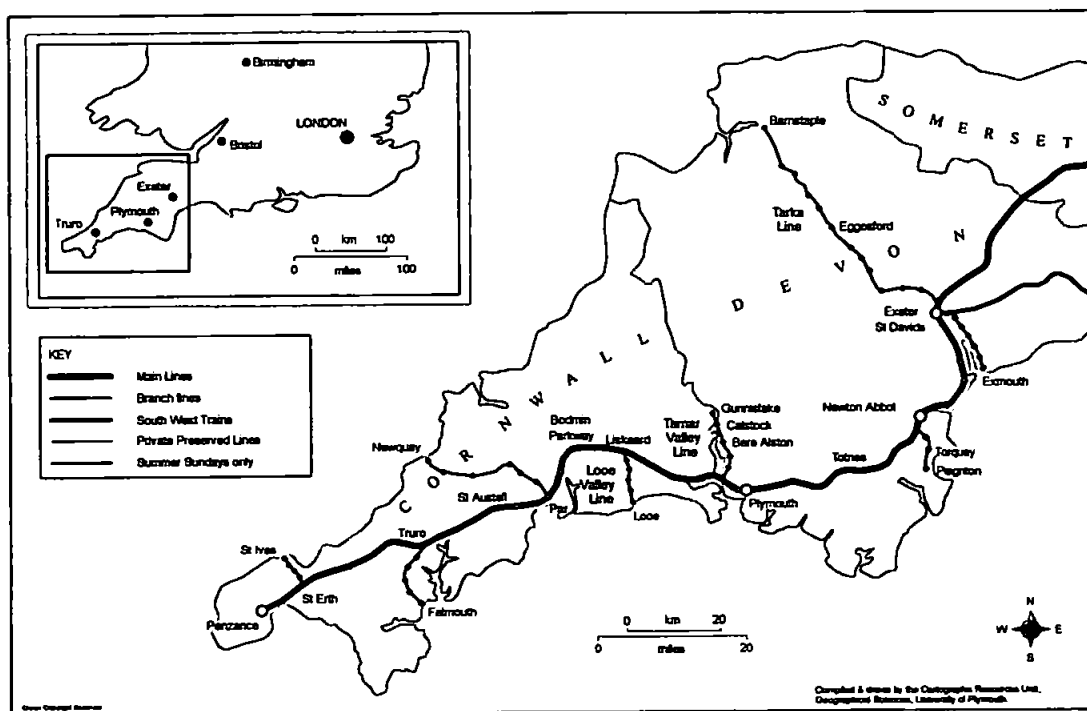 Birmingham
LONDON
Bristol
Exeter
Plymouth
Truro
0 km 100
0 miles 100
KEY
Main Lines
Branch lines
South West Trains
Private Preserved Lines
Summer Sundays only
SOMERSET
DEVON
CORNWALL
Barnstaple
Tarka
Line
Eggesford
Exeter
St Davids
Exmouth
Newton Abbot
Torquay
Paignton
Totnes
Plymouth
Gunnislake
Calstock
Bere Alston
Tamar
Valley
Line
Bodmin
Parkway
Liskeard
Looe
Valley
Line
Looe
Newquay
Par
St Austell
Truro
Falmouth
St Ives
St Erth
Penzance
0 km 20
0 miles 20
N
W E
S
Compiled & drawn by the Cartographic Resources Unit,
Geographical Sciences, University of Plymouth
Crown Copyright Reserved